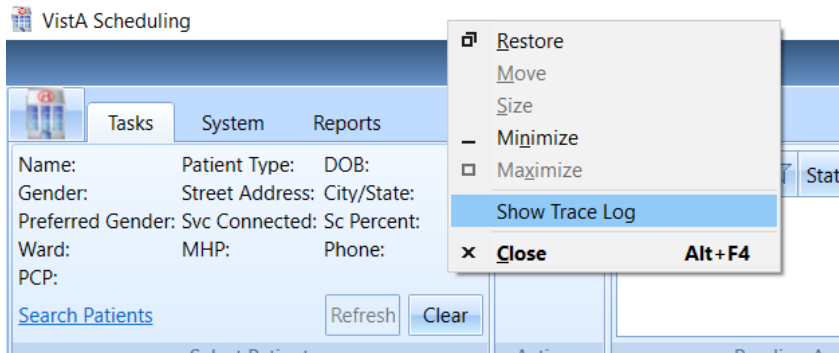 VistA Scheduling
Restore
Move
Size
Minimize
Maximize
Show Trace Log
Close Alt+F4
Tasks System Reports
Name: Patient Type: DOB:
Gender: Street Address: City/State:
Preferred Gender: Svc Connected: Sc Percent:
Ward: MHP: Phone:
PCP:
Search Patients Refresh Clear
Stat